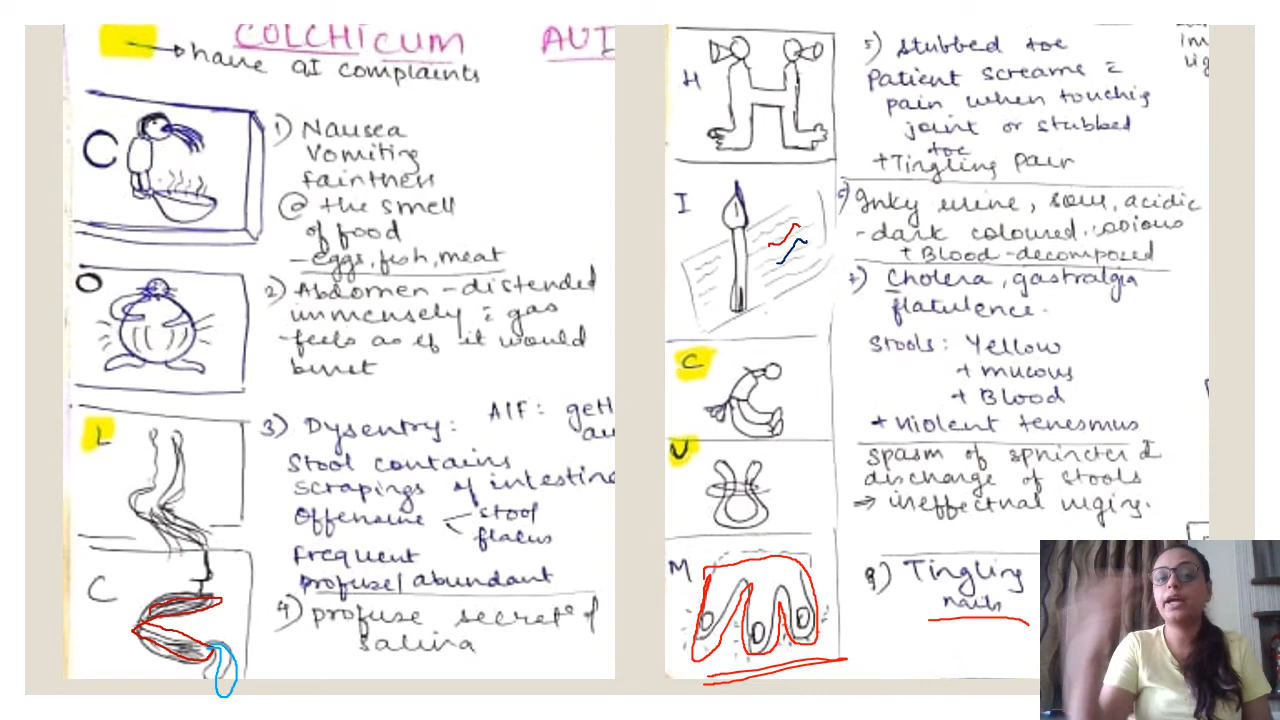 COLCHICUM AUT
→ have GI complaints
C
1) Nausea
Vomiting
faintness
@ the smell
of food
- eggs, fish, meat
O
2) Abdomen - distended
immensely c̄ gas
- feels as if it would
burst
L
3) Dysentry: AIF: gett
Stool contains
scrapings of intestine
Offensive < stool
flatus
frequent
profuse / abundant
C
4) profuse secretn of
saliva
H
5) stubbed toe
patient screams c̄
pain when touching
joint or stubbed
toe
+ Tingling pain
I
6) Inky urine, sour, acidic
- dark coloured, odious
+ Blood - decomposed
7) Cholera, gastralgia
flatulence.
C
Stools: Yellow
+ mucous
+ Blood
+ violent tenesmus
U
spasm of sphincter
discharge of stools
⇒ ineffectual urging.
M
8) Tingling
nails